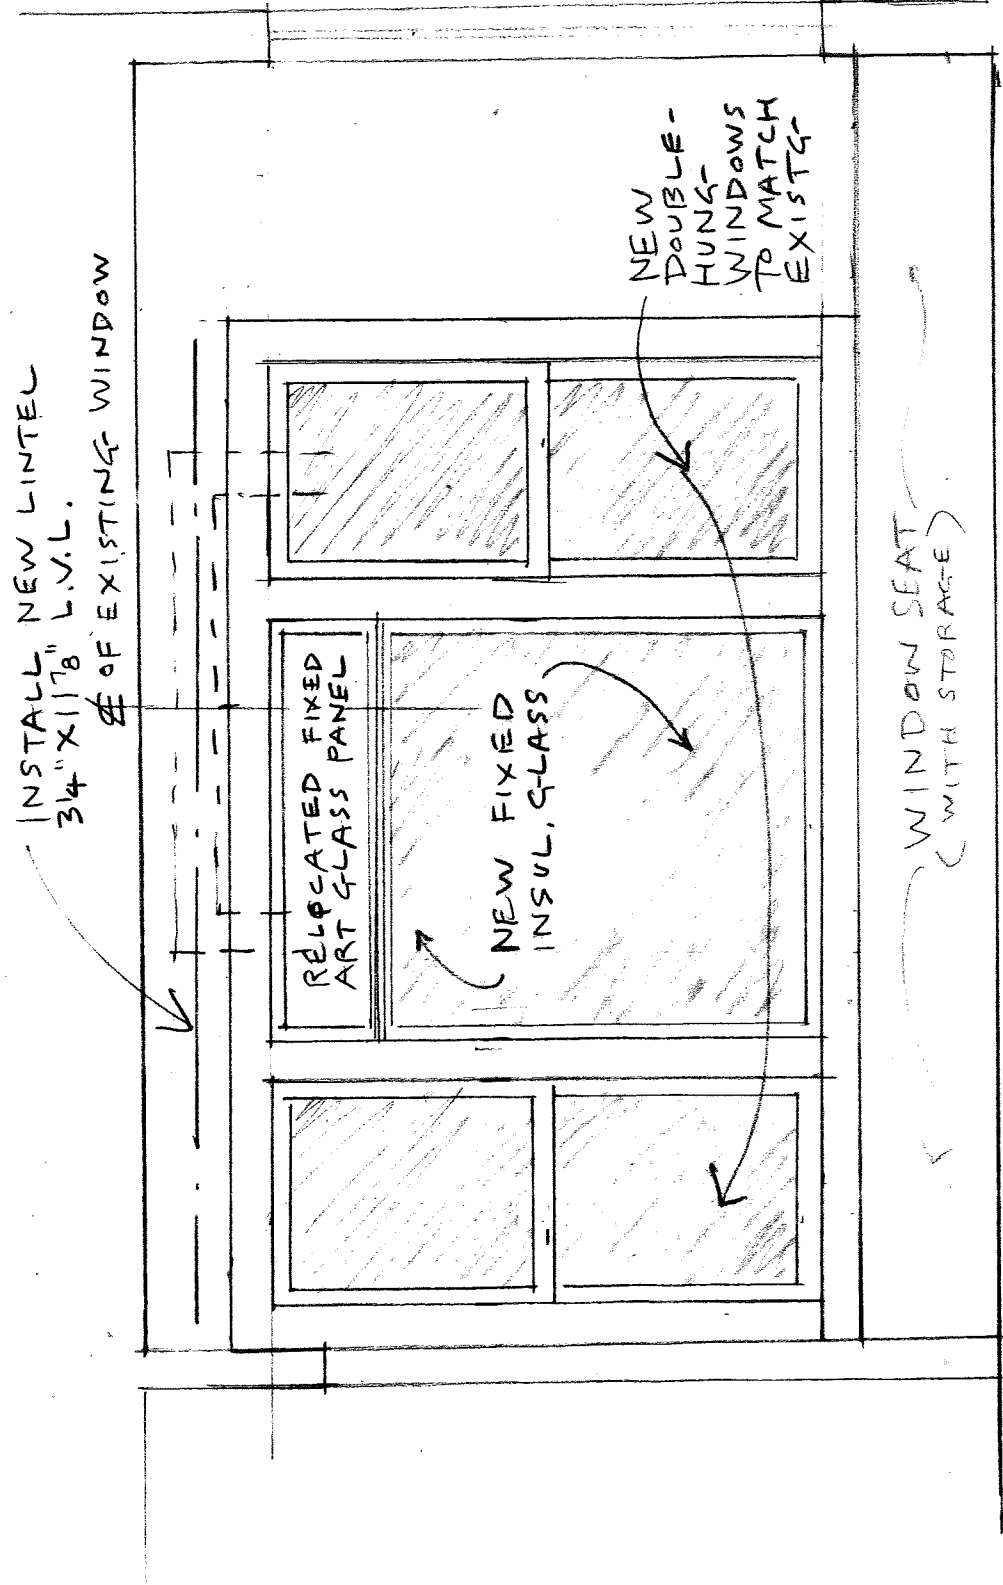 INSTALL NEW LINTEL
3¼" X 11⅞" L.V.L.
℄ OF EXISTING WINDOW
RELOCATED FIXED
ART GLASS PANEL
NEW FIXED
INSUL. GLASS
NEW
DOUBLE-
HUNG
WINDOWS
TO MATCH
EXISTG
WINDOW SEAT
(WITH STORAGE)